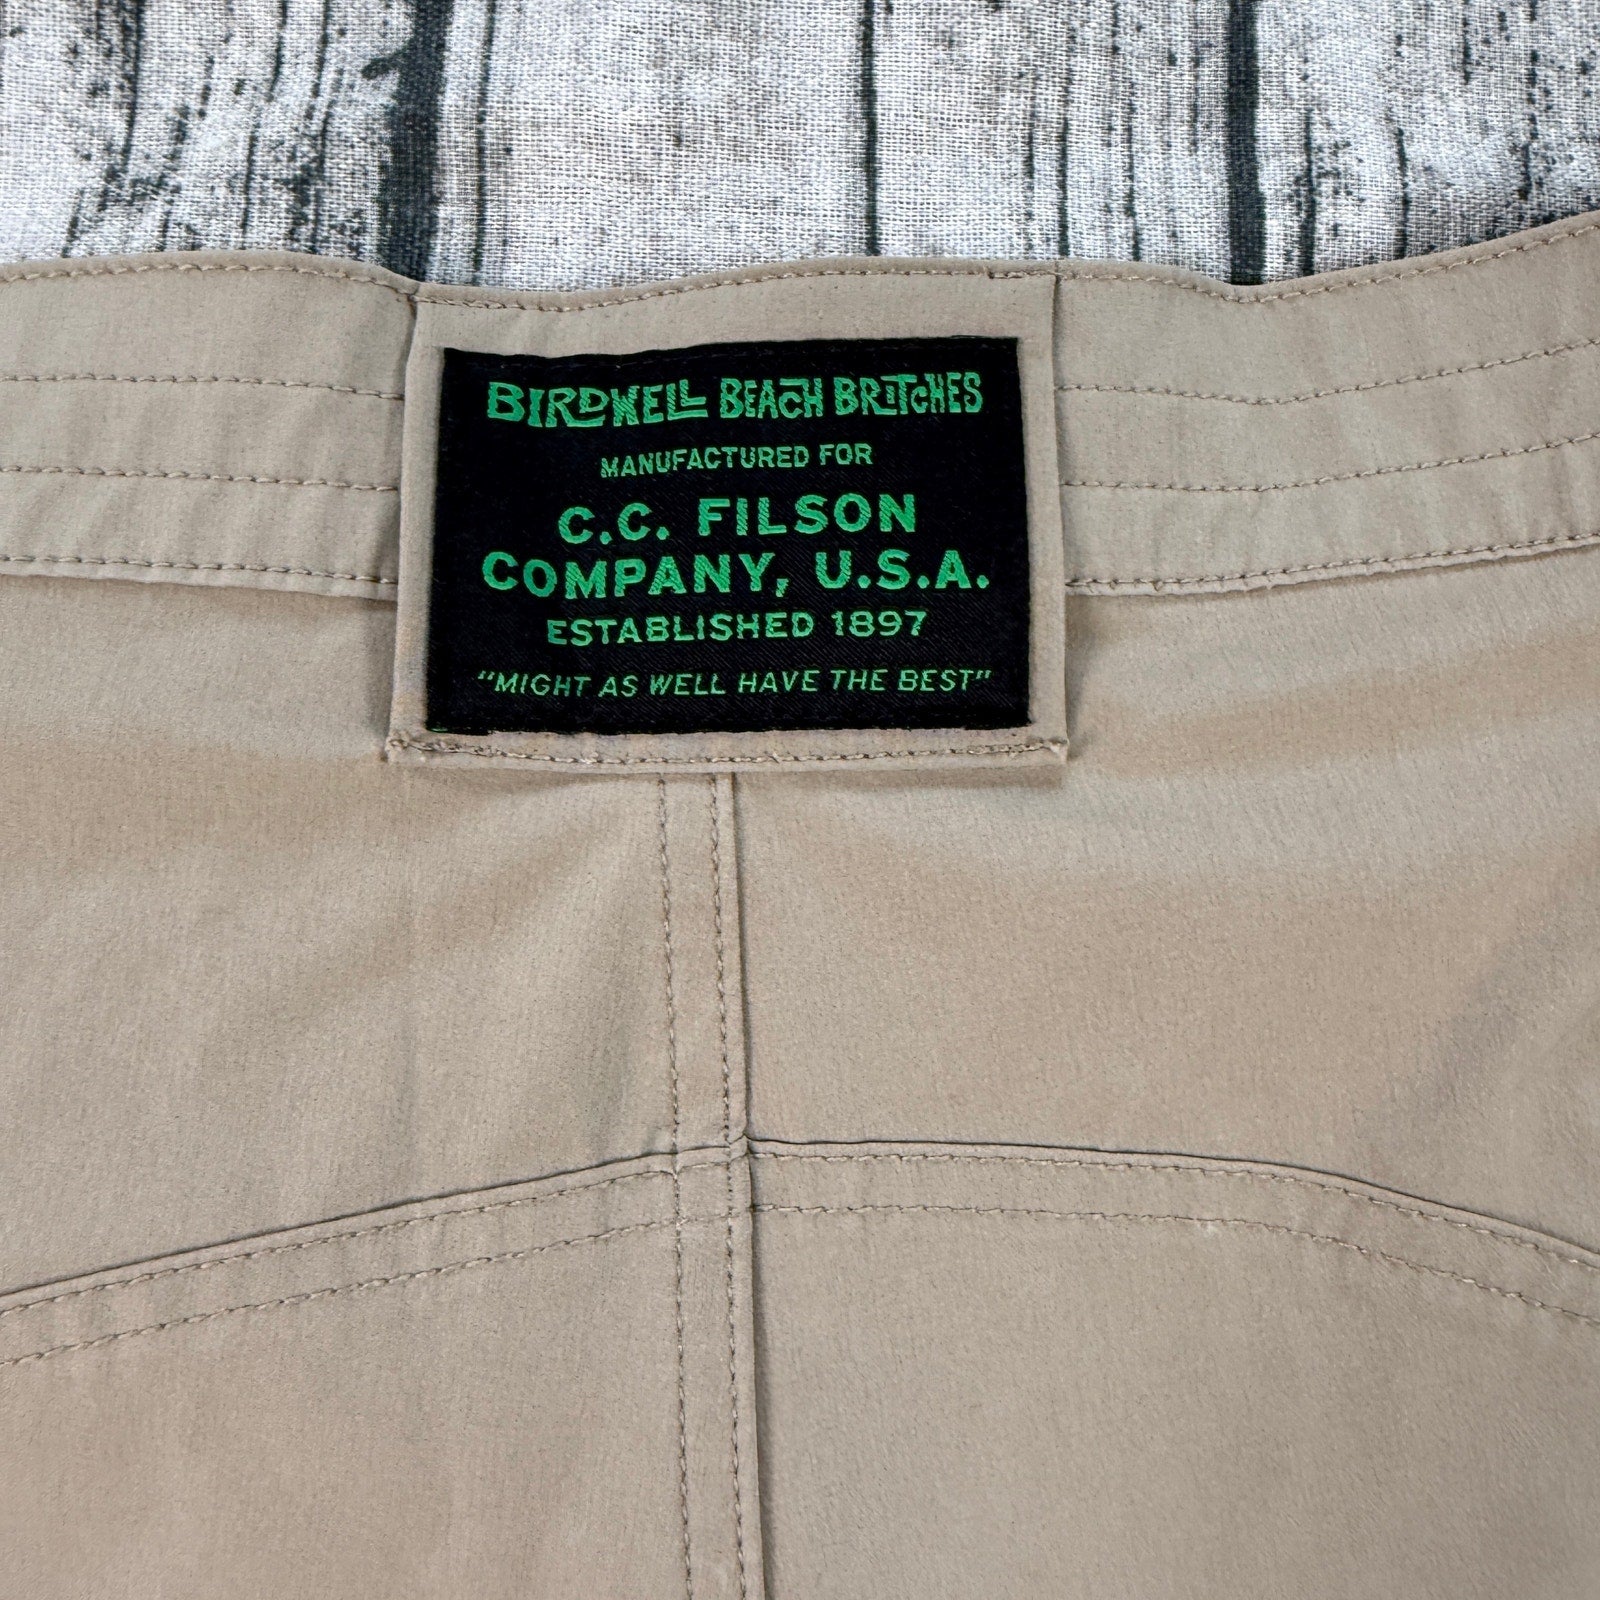 BIRDWELL BEACH BRITCHES
MANUFACTURED FOR
C.C. FILSON
COMPANY, U.S.A.
ESTABLISHED 1897
"MIGHT AS WELL HAVE THE BEST"